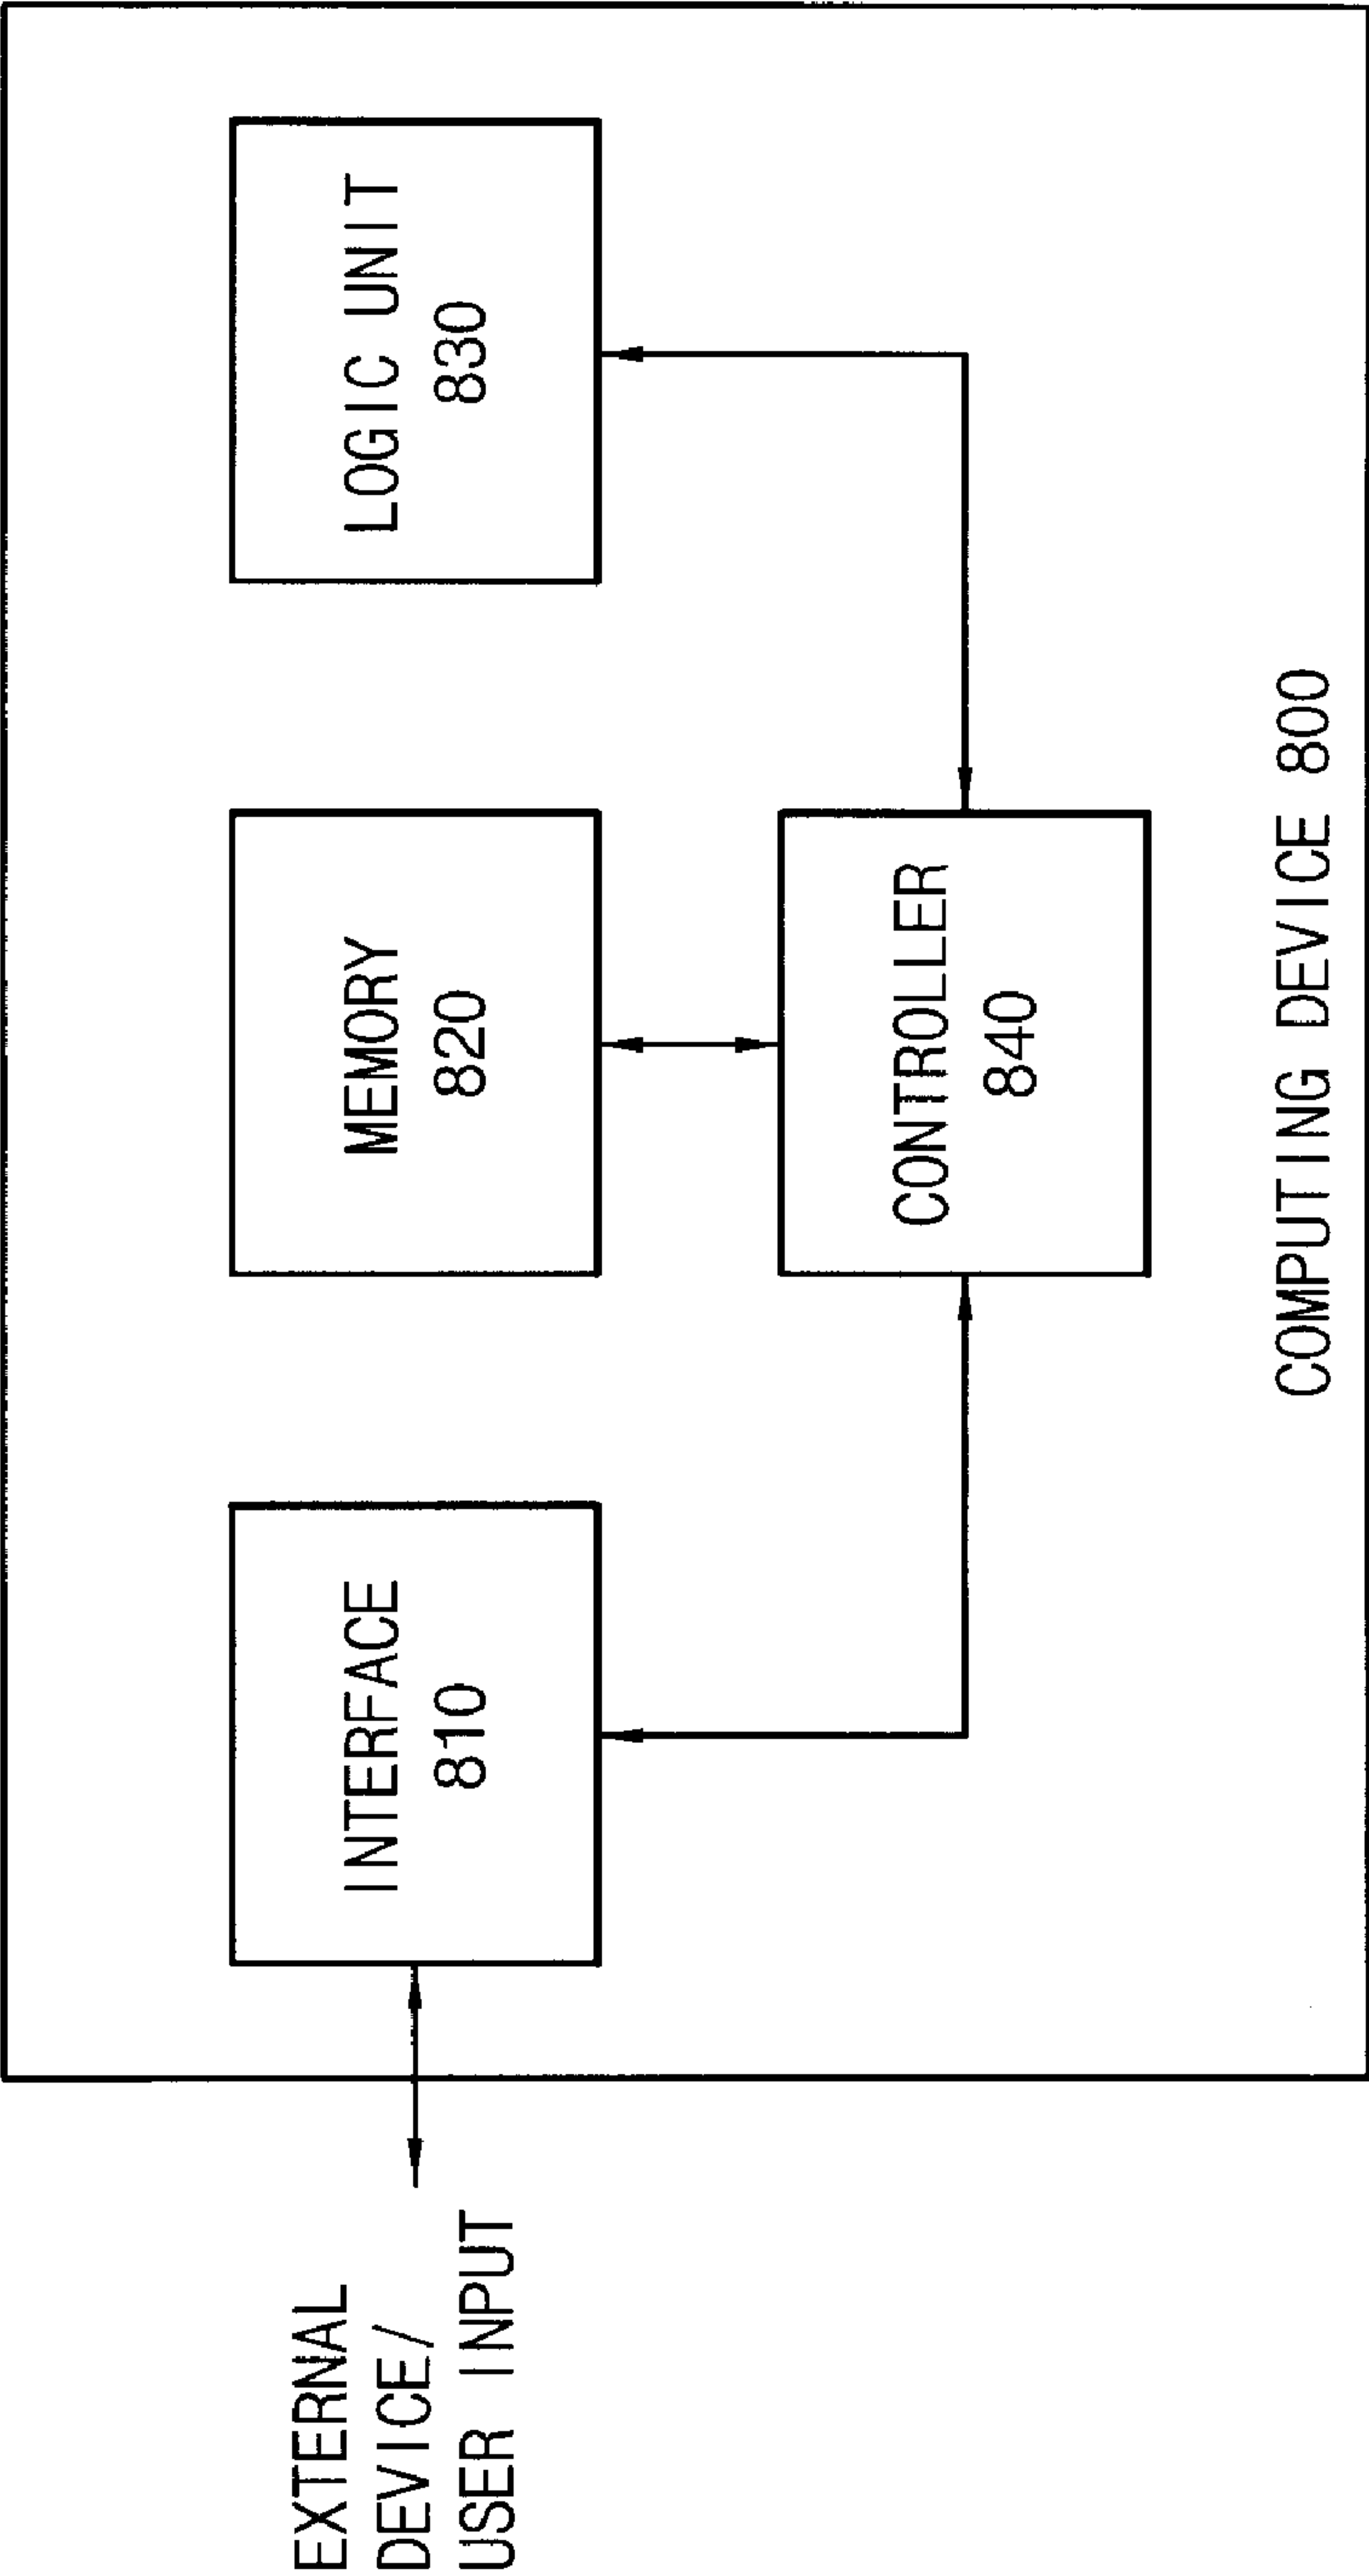 EXTERNAL
DEVICE/
USER INPUT
INTERFACE
810
MEMORY
820
LOGIC UNIT
830
CONTROLLER
840
COMPUTING DEVICE 800